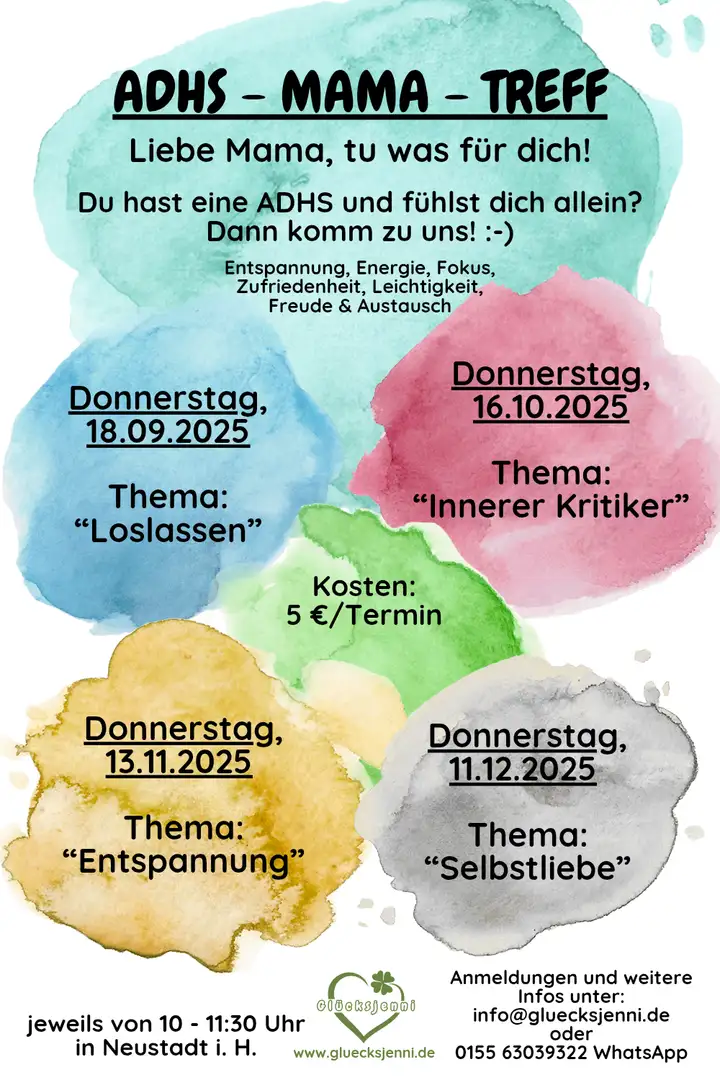 ADHS - MAMA - TREFF
Liebe Mama, tu was für dich!
Du hast eine ADHS und fühlst dich allein?
Dann komm zu uns! :-)
Entspannung, Energie, Fokus,
Zufriedenheit, Leichtigkeit,
Freude & Austausch
Donnerstag,
18.09.2025
Thema:
“Loslassen”
Donnerstag,
16.10.2025
Thema:
“Innerer Kritiker”
Kosten:
5 €/Termin
Donnerstag,
13.11.2025
Thema:
“Entspannung”
Donnerstag,
11.12.2025
Thema:
“Selbstliebe”
jeweils von 10 - 11:30 Uhr
in Neustadt i. H.
Glücksjenni
www.gluecksjenni.de
Anmeldungen und weitere
Infos unter:
info@gluecksjenni.de
oder
0155 63039322 WhatsApp